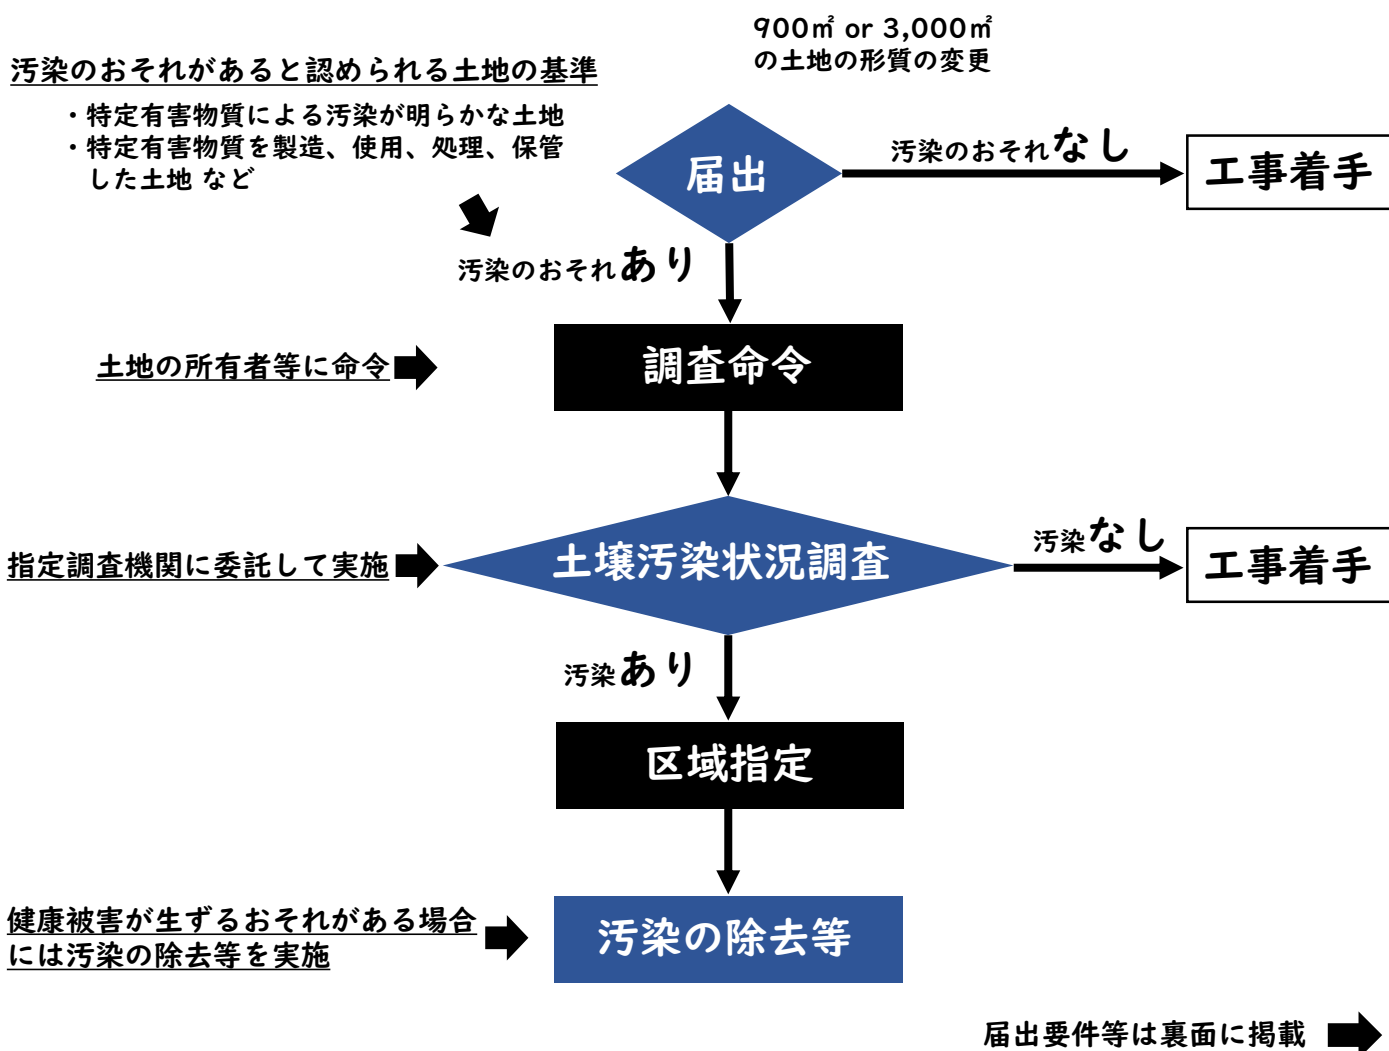 900㎡ or 3,000㎡
の土地の形質の変更
汚染のおそれがあると認められる土地の基準
・特定有害物質による汚染が明らかな土地
・特定有害物質を製造、使用、処理、保管
した土地 など
届出
汚染のおそれなし
工事着手
汚染のおそれあり
土地の所有者等に命令
調査命令
指定調査機関に委託して実施
土壌汚染状況調査
汚染なし
工事着手
汚染あり
区域指定
健康被害が生ずるおそれがある場合
には汚染の除去等を実施
汚染の除去等
届出要件等は裏面に掲載